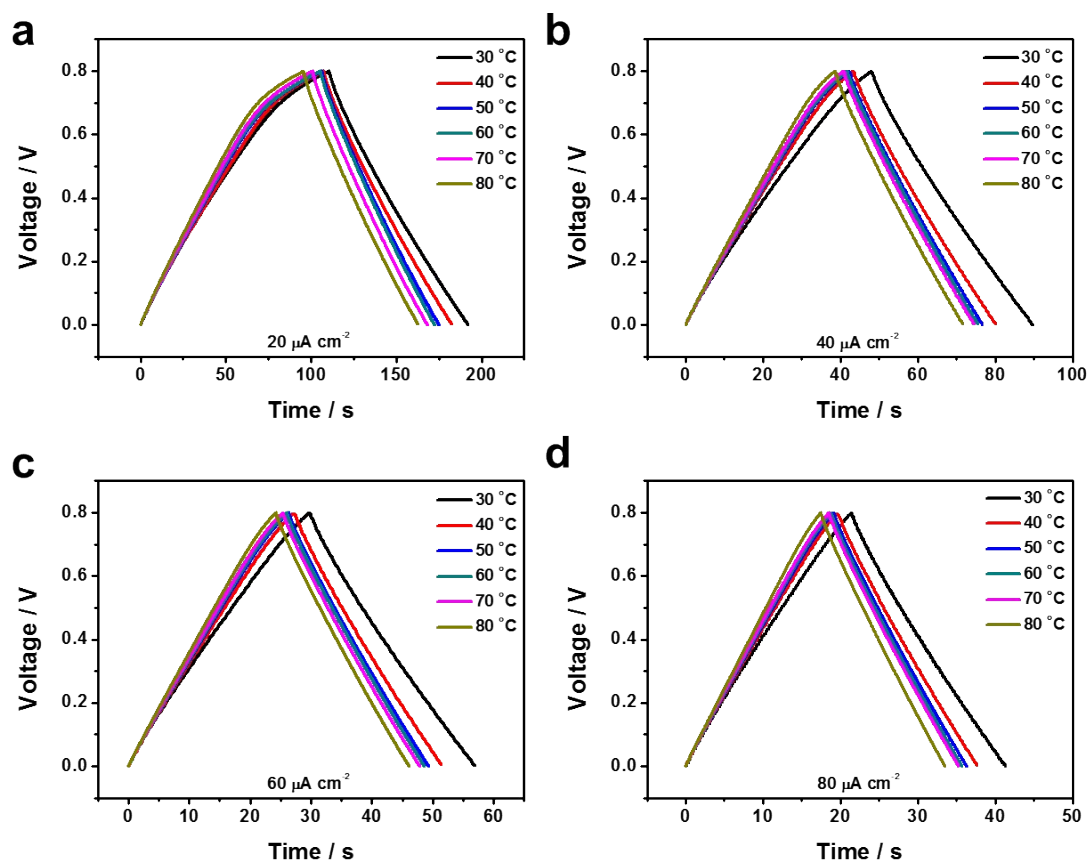 a
0.8
0.6
0.4
0.2
0.0
Voltage / V
30 °C
40 °C
50 °C
60 °C
70 °C
80 °C
20 μA cm⁻²
0 50 100 150 200
Time / s
b
0.8
0.6
0.4
0.2
0.0
Voltage / V
30 °C
40 °C
50 °C
60 °C
70 °C
80 °C
40 μA cm⁻²
0 20 40 60 80 100
Time / s
c
0.8
0.6
0.4
0.2
0.0
Voltage / V
30 °C
40 °C
50 °C
60 °C
70 °C
80 °C
60 μA cm⁻²
0 10 20 30 40 50 60
Time / s
d
0.8
0.6
0.4
0.2
0.0
Voltage / V
30 °C
40 °C
50 °C
60 °C
70 °C
80 °C
80 μA cm⁻²
0 10 20 30 40 50
Time / s